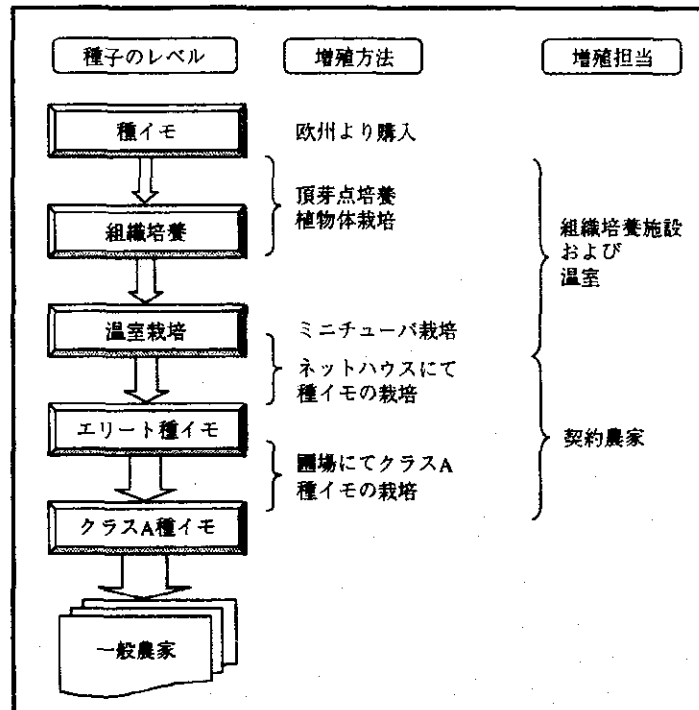 種子のレベル
増殖方法
増殖担当
種イモ
欧州より購入
頂芽点培養
植物体栽培
組織培養
組織培養施設
および
温室
温室栽培
ミニチューバ栽培
ネットハウスにて
種イモの栽培
エリート種イモ
契約農家
圃場にてクラスA
種イモの栽培
クラスA種イモ
一般農家